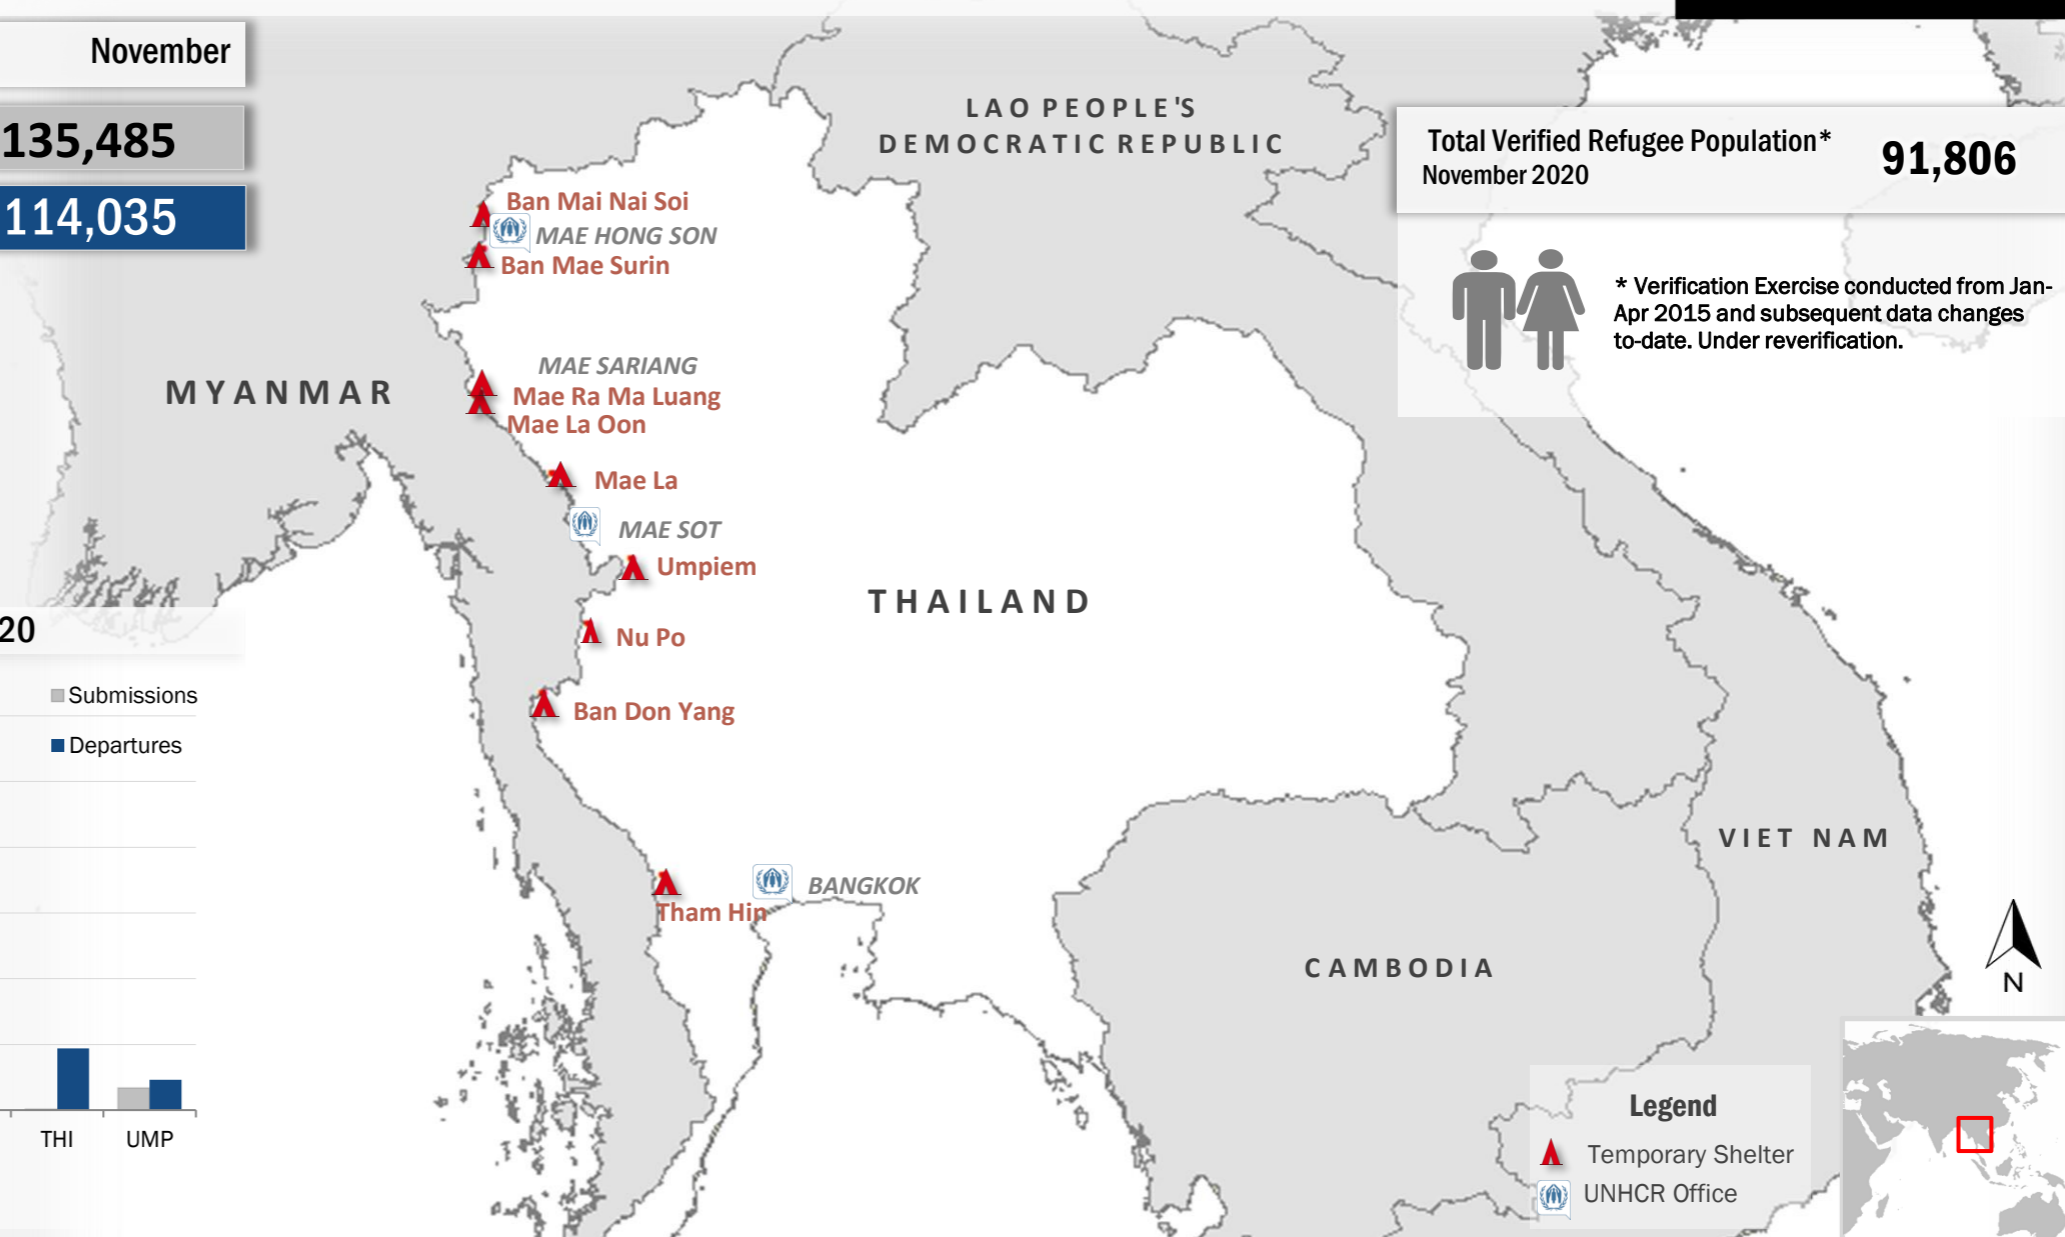 November
135,485
114,035
20
Submissions
Departures
THI
UMP
LAO PEOPLE'S
DEMOCRATIC REPUBLIC
Total Verified Refugee Population*
November 2020
91,806
* Verification Exercise conducted from Jan-
Apr 2015 and subsequent data changes
to-date. Under reverification.
Ban Mai Nai Soi
MAE HONG SON
Ban Mae Surin
MYANMAR
MAE SARIANG
Mae Ra Ma Luang
Mae La Oon
Mae La
MAE SOT
Umpiem
THAILAND
Nu Po
Ban Don Yang
VIET NAM
BANGKOK
Tham Hin
CAMBODIA
N
Legend
Temporary Shelter
UNHCR Office